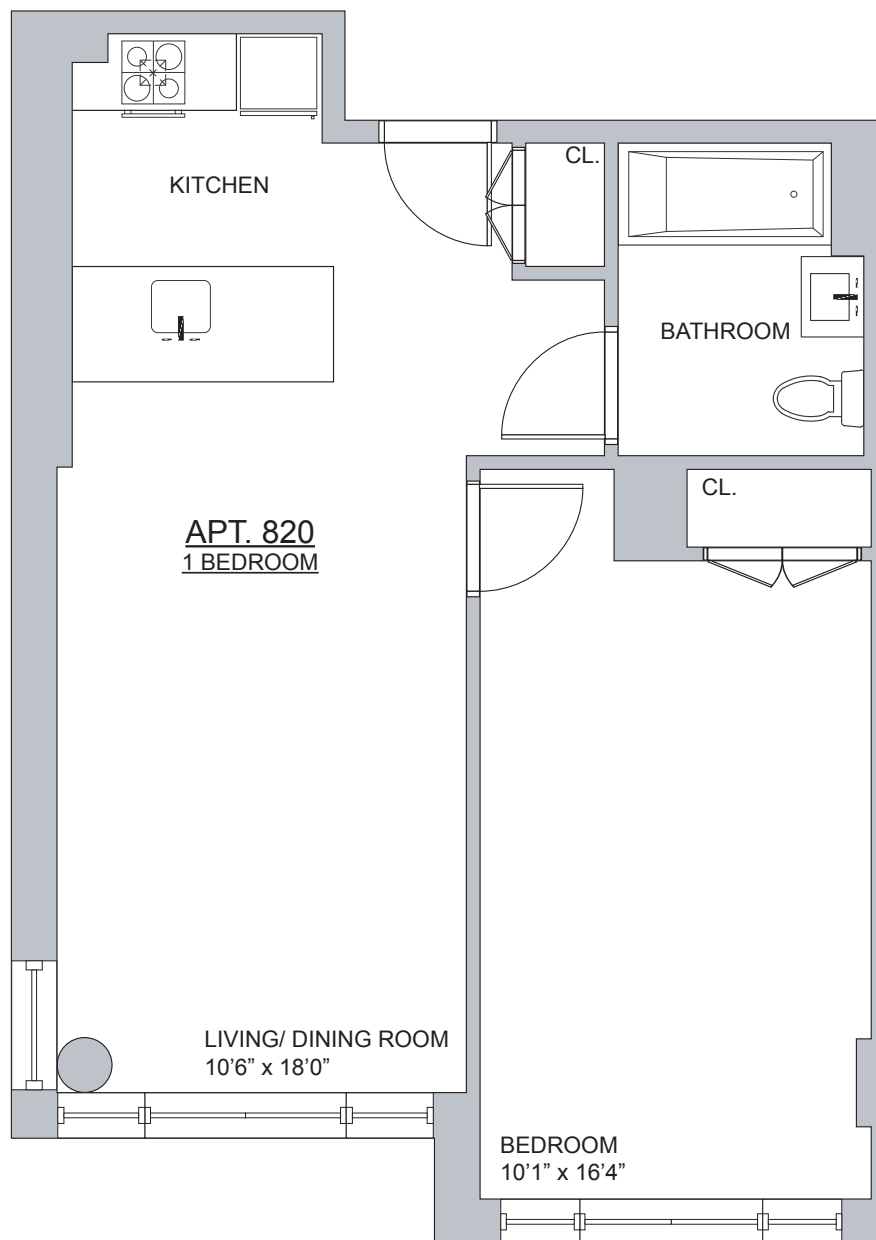 CL.
KITCHEN
BATHROOM
CL.
APT. 820
1 BEDROOM
LIVING/ DINING ROOM
10’6” x 18’0”
BEDROOM
10’1” x 16’4”